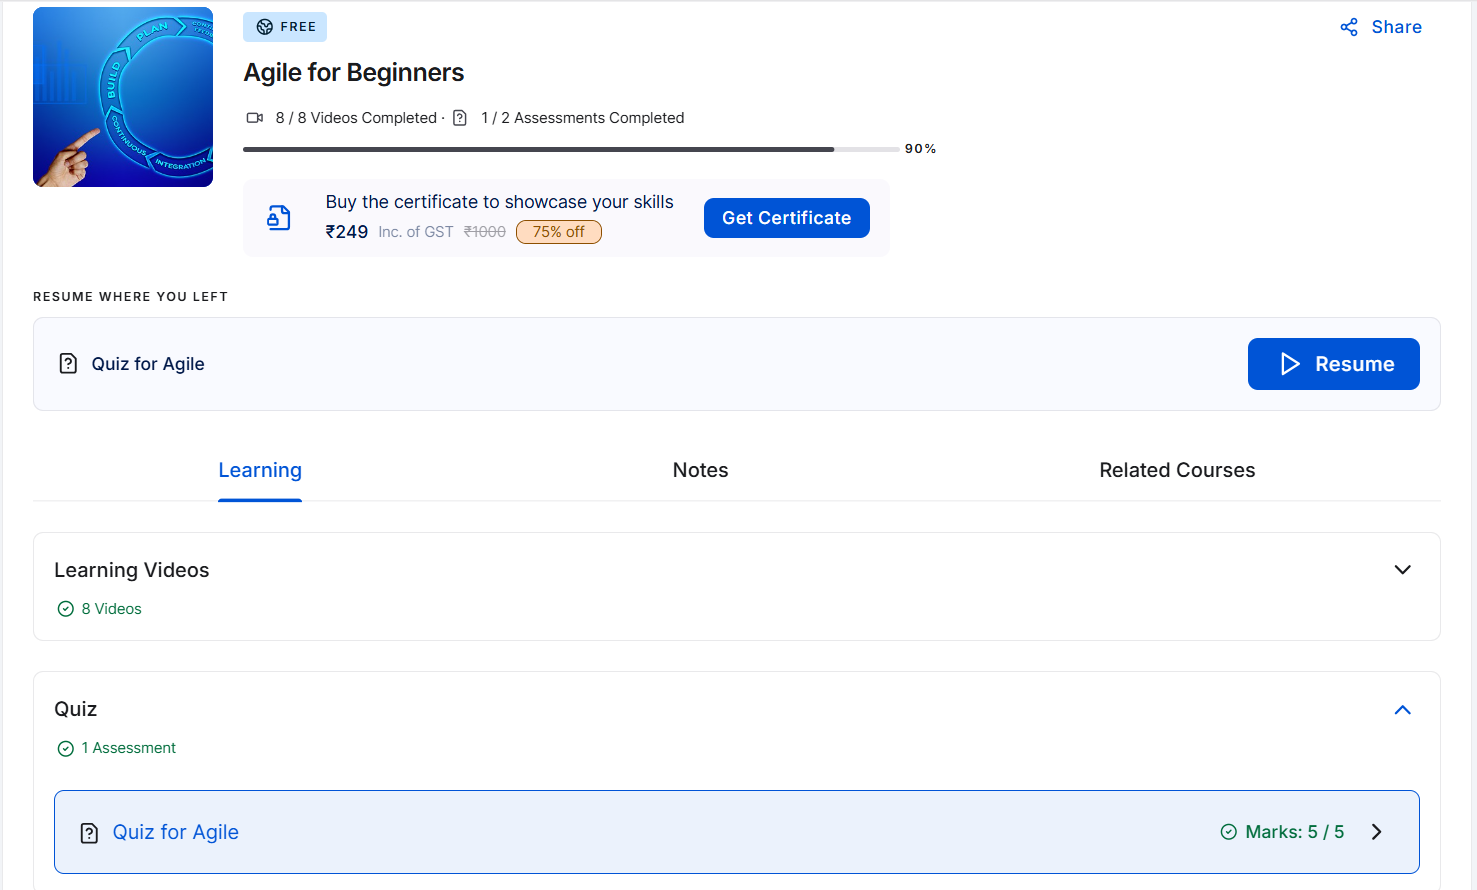 PLAN
BUILD
CONTINUOUS
INTEGRATION
FREE
Share
Agile for Beginners
8 / 8 Videos Completed · 1 / 2 Assessments Completed
90%
Buy the certificate to showcase your skills
₹249 Inc. of GST ₹1000 75% off
Get Certificate
RESUME WHERE YOU LEFT
Quiz for Agile
Resume
Learning Notes Related Courses
Learning Videos
8 Videos
Quiz
1 Assessment
Quiz for Agile
Marks: 5 / 5